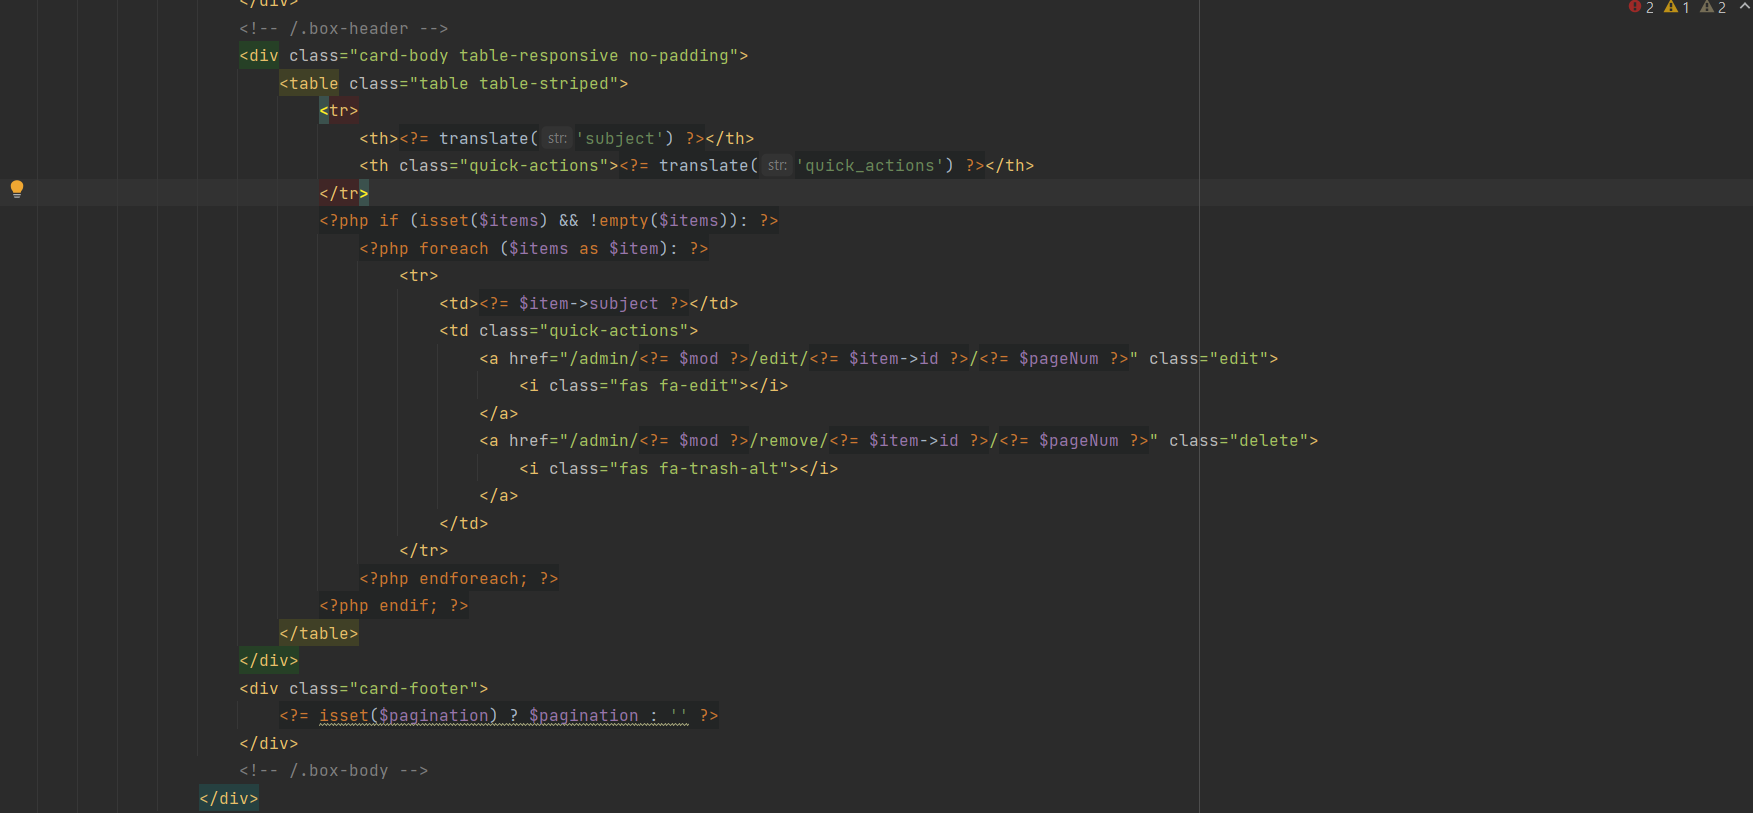 </div>
2 1 2
<!-- /.box-header -->
<div class="card-body table-responsive no-padding">
<table class="table table-striped">
<tr>
<th><?= translate( str: 'subject') ?></th>
<th class="quick-actions"><?= translate( str: 'quick_actions') ?></th>
</tr>
<?php if (isset($items) && !empty($items)): ?>
<?php foreach ($items as $item): ?>
<tr>
<td><?= $item->subject ?></td>
<td class="quick-actions">
<a href="/admin/<?= $mod ?>/edit/<?= $item->id ?>/<?= $pageNum ?>" class="edit">
<i class="fas fa-edit"></i>
</a>
<a href="/admin/<?= $mod ?>/remove/<?= $item->id ?>/<?= $pageNum ?>" class="delete">
<i class="fas fa-trash-alt"></i>
</a>
</td>
</tr>
<?php endforeach; ?>
<?php endif; ?>
</table>
</div>
<div class="card-footer">
<?= isset($pagination) ? $pagination : '' ?>
</div>
<!-- /.box-body -->
</div>